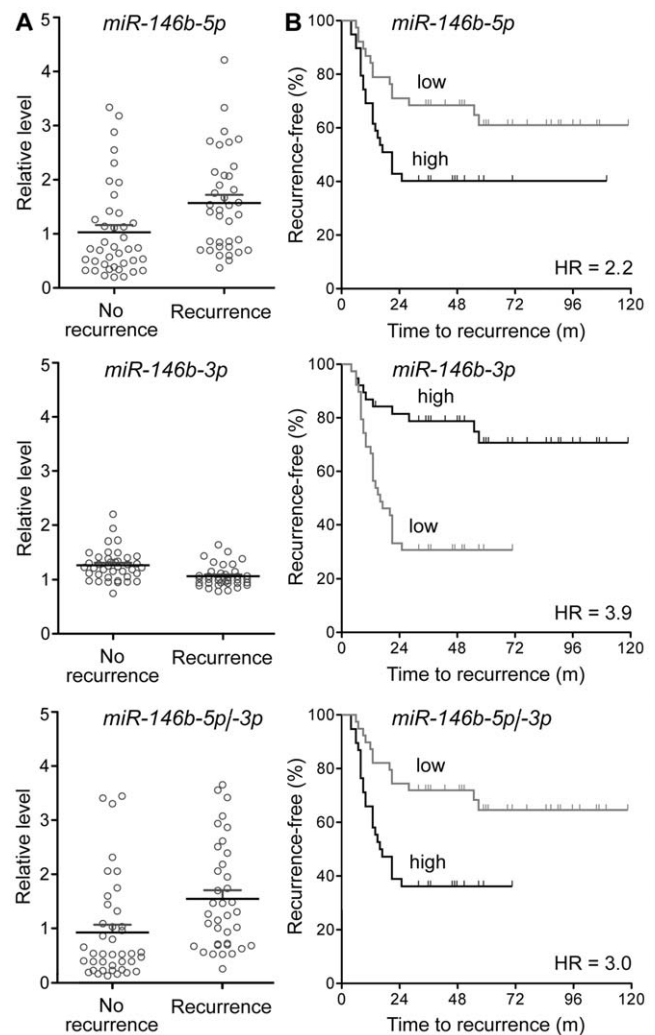 A
miR-146b-5p
5
4
3
2
1
0
Relative level
No
recurrence
Recurrence
B
miR-146b-5p
100
80
60
40
20
0
Recurrence-free (%)
low
high
HR = 2.2
0 24 48 72 96 120
Time to recurrence (m)
miR-146b-3p
5
4
3
2
1
0
Relative level
No
recurrence
Recurrence
miR-146b-3p
100
80
60
40
20
0
Recurrence-free (%)
high
low
HR = 3.9
0 24 48 72 96 120
Time to recurrence (m)
miR-146b-5p/-3p
5
4
3
2
1
0
Relative level
No
recurrence
Recurrence
miR-146b-5p/-3p
100
80
60
40
20
0
Recurrence-free (%)
low
high
HR = 3.0
0 24 48 72 96 120
Time to recurrence (m)